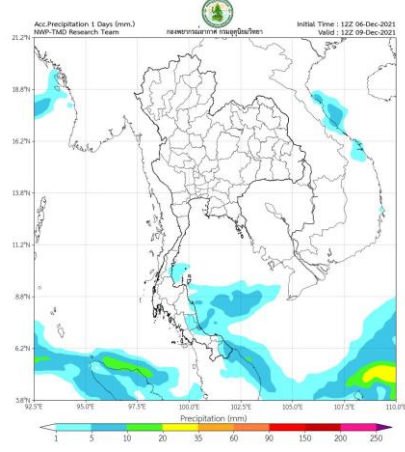 Acc.Precipitation 1 Days (mm.)
NWP-TMD Research Team
กองพยากรณ์อากาศ กรมอุตุนิยมวิทยา
Initial Time : 12Z 06-Dec-2021
Valid : 12Z 09-Dec-2021
21.2°N
18.8°N
16.2°N
13.8°N
11.2°N
8.8°N
6.2°N
3.8°N
92.5°E 95.0°E 97.5°E 100.0°E 102.5°E 105.0°E 107.5°E 110.0°E
Precipitation (mm)
1 5 10 20 35 60 90 150 200 250